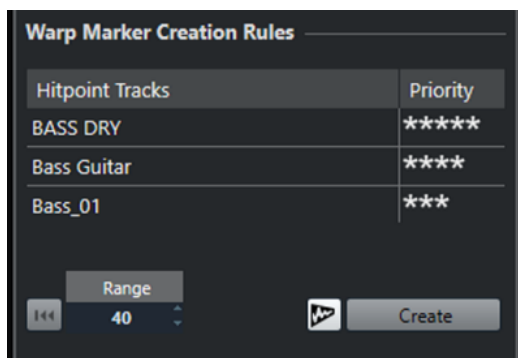 Warp Marker Creation Rules
Hitpoint Tracks Priority
BASS DRY *****
Bass Guitar ****
Bass_01 ***
Range
40 Create